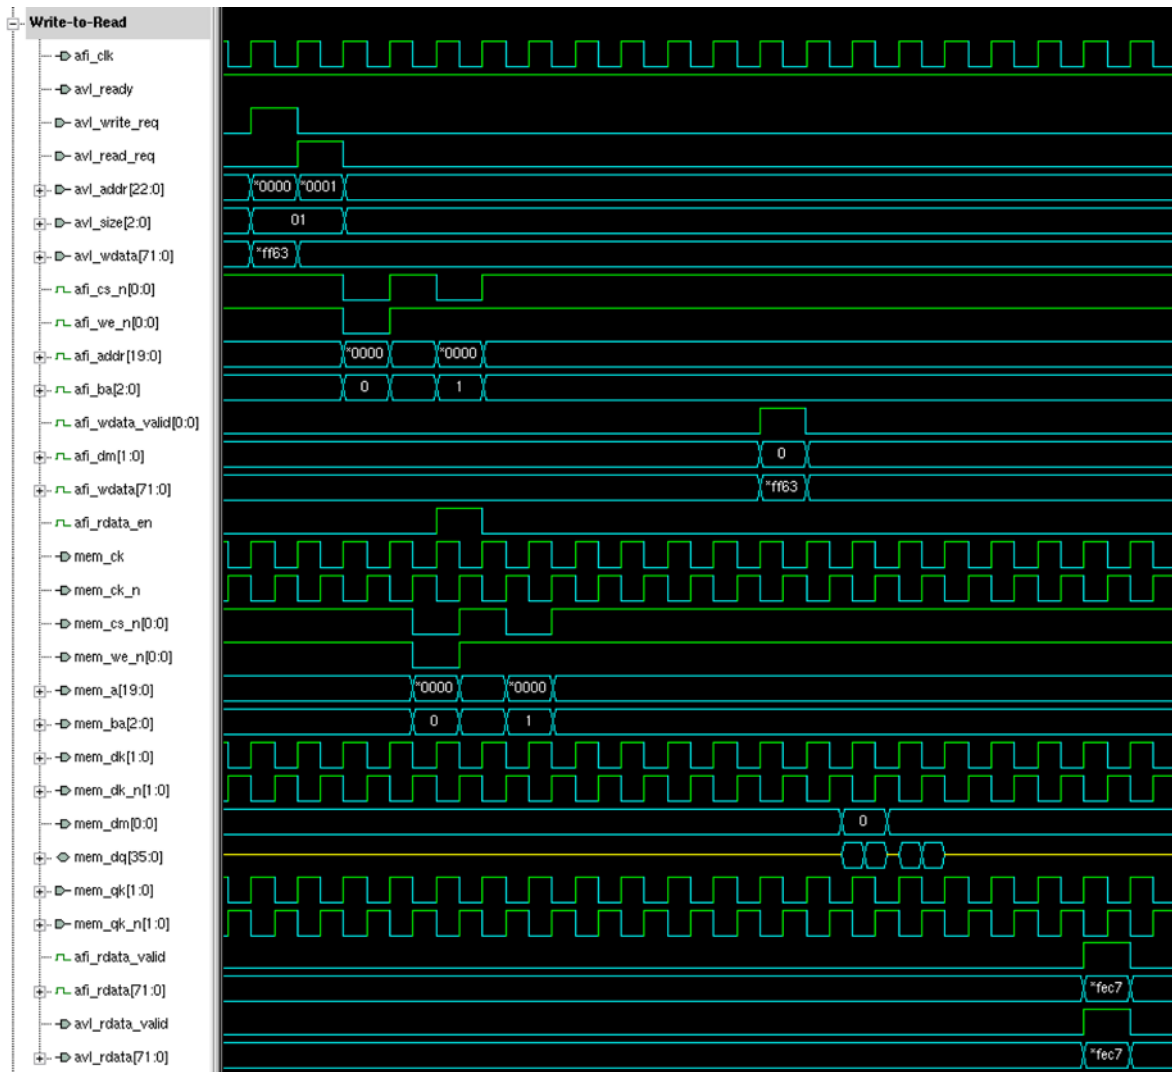 Write-to-Read
afi_clk
avl_ready
avl_write_req
avl_read_req
avl_addr[22:0] *0000 *0001
avl_size[2:0] 01
avl_wdata[71:0] *ff63
afi_cs_n[0:0]
afi_we_n[0:0]
afi_addr[19:0] *0000 *0000
afi_ba[2:0] 0 1
afi_wdata_valid[0:0]
afi_dm[1:0] 0
afi_wdata[71:0] *ff63
afi_rdata_en
mem_ck
mem_ck_n
mem_cs_n[0:0]
mem_we_n[0:0]
mem_a[19:0] *0000 *0000
mem_ba[2:0] 0 1
mem_dk[1:0]
mem_dk_n[1:0]
mem_dm[0:0] 0
mem_dq[35:0]
mem_qk[1:0]
mem_qk_n[1:0]
afi_rdata_valid
afi_rdata[71:0] *fec7
avl_rdata_valid
avl_rdata[71:0] *fec7